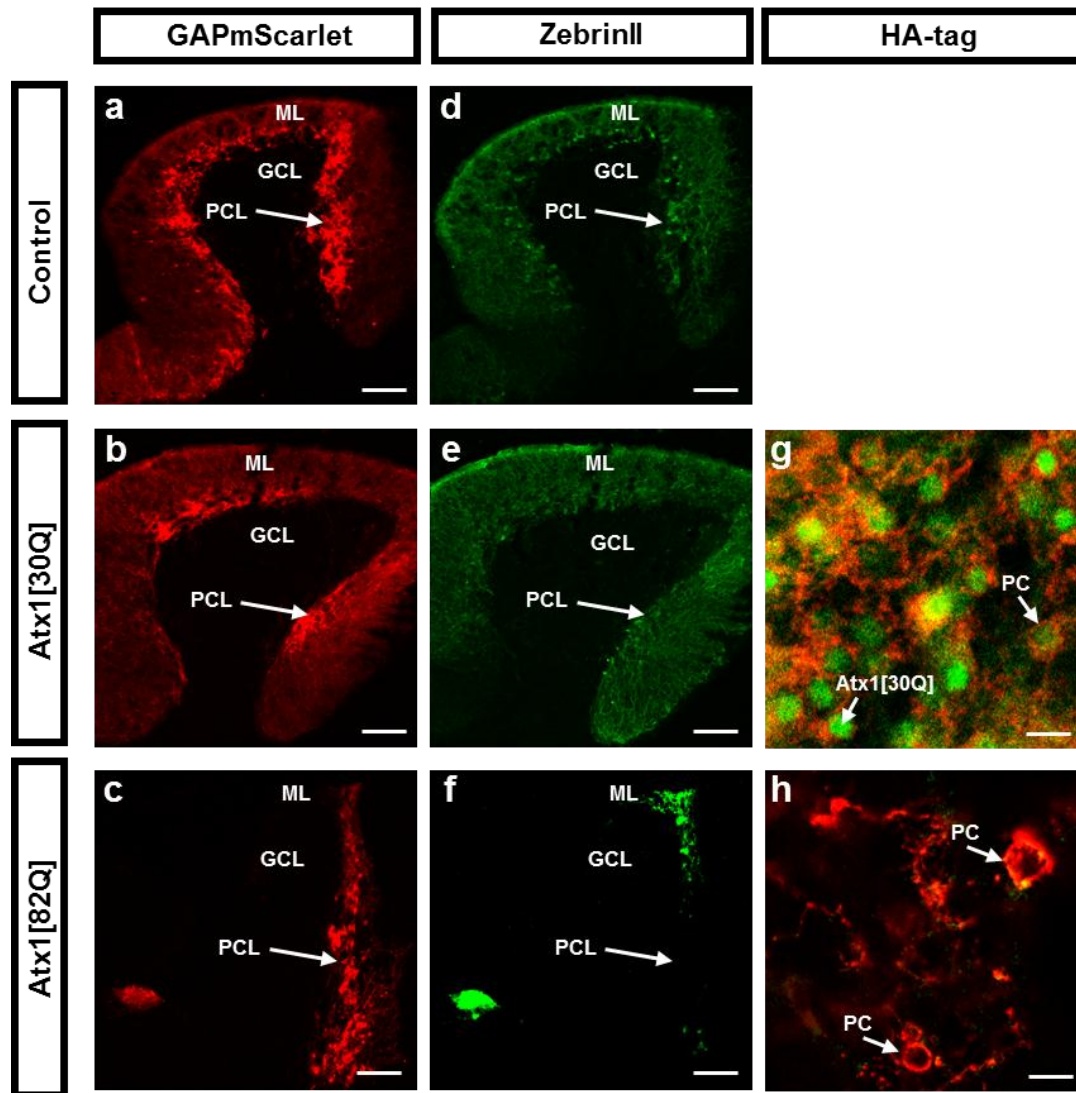 GAPmScarlet
ZebrinII
HA-tag
Control
a
ML
GCL
PCL
d
ML
GCL
PCL
Atx1[30Q]
b
ML
GCL
PCL
e
ML
GCL
PCL
g
PC
Atx1[30Q]
Atx1[82Q]
c
ML
GCL
PCL
f
ML
GCL
PCL
h
PC
PC